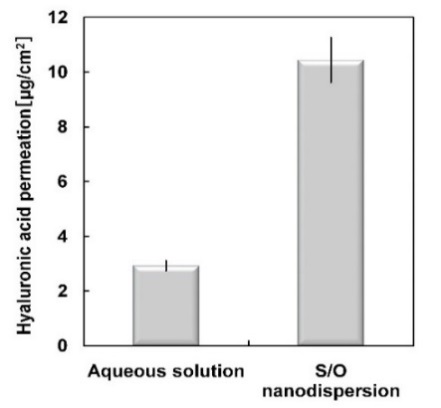 Hyaluronic acid permeation[µg/cm²]
12
10
8
6
4
2
0
Aqueous solution
S/O
nanodispersion